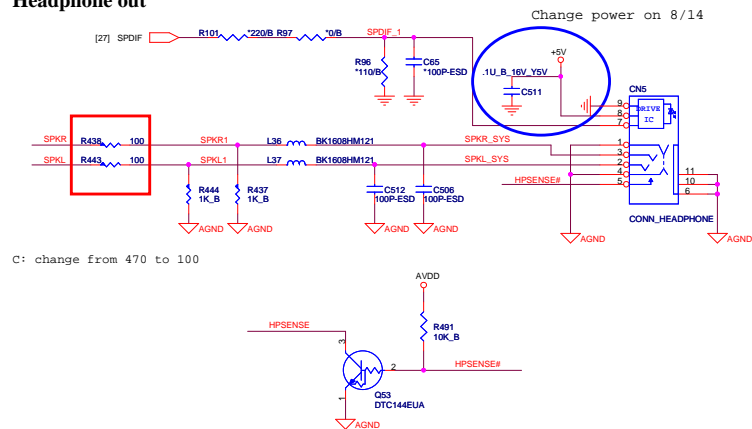 Headphone out
Change power on 8/14
[27] SPDIF
R101
*220/B
R97
*0/B
SPDIF_1
R96
*110/B
C65
*100P-ESD
+5V
.1U_B_16V_Y5V
C511
CN5
DRIVE
IC
9
8
7
1
3
2
4
5
11
10
6
CONN_HEADPHONE
SPKR
R438
100
SPKR1
L36
BK1608HM121
SPKR_SYS
SPKL
R443
100
SPKL1
L37
BK1608HM121
SPKL_SYS
HPSENSE#
R444
1K_B
R437
1K_B
C512
100P-ESD
C506
100P-ESD
AGND
AGND
AGND
AGND
AGND
AGND
C: change from 470 to 100
AVDD
R491
10K_B
HPSENSE
3
2
HPSENSE#
Q53
DTC144EUA
1
AGND